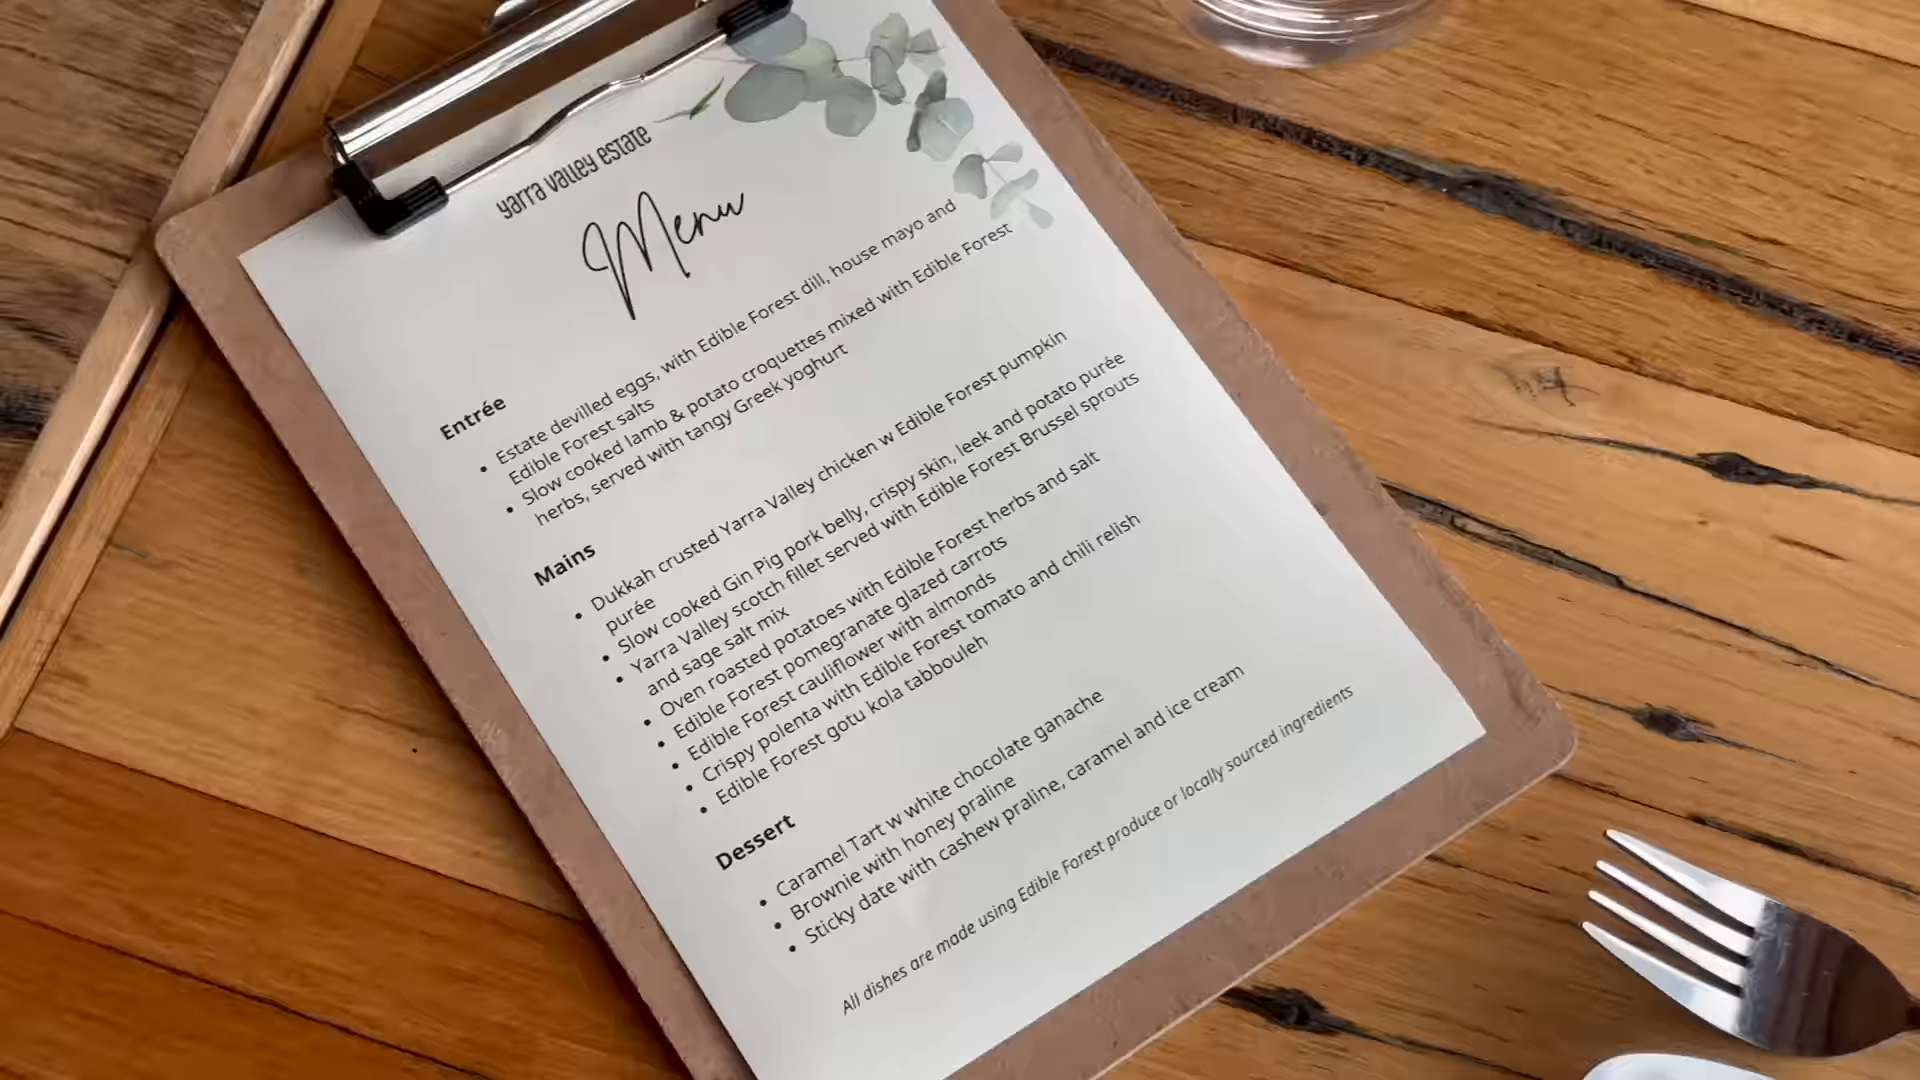 yarra valley estate
Menu
Entrée
• Estate devilled eggs, with Edible Forest dill, house mayo and
Edible Forest salts
• Slow cooked lamb & potato croquettes mixed with Edible Forest
herbs, served with tangy Greek yoghurt
Mains
• Dukkah crusted Yarra Valley chicken w Edible Forest pumpkin
purée
• Slow cooked Gin Pig pork belly, crispy skin, leek and potato purée
• Yarra Valley scotch fillet served with Edible Forest Brussel sprouts
and sage salt mix
• Oven roasted potatoes with Edible Forest herbs and salt
• Edible Forest pomegranate glazed carrots
• Edible Forest cauliflower with almonds
• Crispy polenta with Edible Forest tomato and chili relish
• Edible Forest gotu kola tabbouleh
Dessert
• Caramel Tart w white chocolate ganache
• Brownie with honey praline
• Sticky date with cashew praline, caramel and ice cream
All dishes are made using Edible Forest produce or locally sourced ingredients